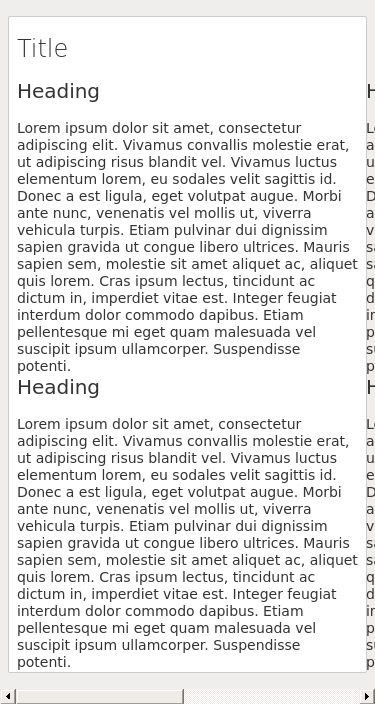 Title
Heading
Lorem ipsum dolor sit amet, consectetur
adipiscing elit. Vivamus convallis molestie erat,
ut adipiscing risus blandit vel. Vivamus luctus
elementum lorem, eu sodales velit sagittis id.
Donec a est ligula, eget volutpat augue. Morbi
ante nunc, venenatis vel mollis ut, viverra
vehicula turpis. Etiam pulvinar dui dignissim
sapien gravida ut congue libero ultrices. Mauris
sapien sem, molestie sit amet aliquet ac, aliquet
quis lorem. Cras ipsum lectus, tincidunt ac
dictum in, imperdiet vitae est. Integer feugiat
interdum dolor commodo dapibus. Etiam
pellentesque mi eget quam malesuada vel
suscipit ipsum ullamcorper. Suspendisse
potenti.
Heading
Lorem ipsum dolor sit amet, consectetur
adipiscing elit. Vivamus convallis molestie erat,
ut adipiscing risus blandit vel. Vivamus luctus
elementum lorem, eu sodales velit sagittis id.
Donec a est ligula, eget volutpat augue. Morbi
ante nunc, venenatis vel mollis ut, viverra
vehicula turpis. Etiam pulvinar dui dignissim
sapien gravida ut congue libero ultrices. Mauris
sapien sem, molestie sit amet aliquet ac, aliquet
quis lorem. Cras ipsum lectus, tincidunt ac
dictum in, imperdiet vitae est. Integer feugiat
interdum dolor commodo dapibus. Etiam
pellentesque mi eget quam malesuada vel
suscipit ipsum ullamcorper. Suspendisse
potenti.